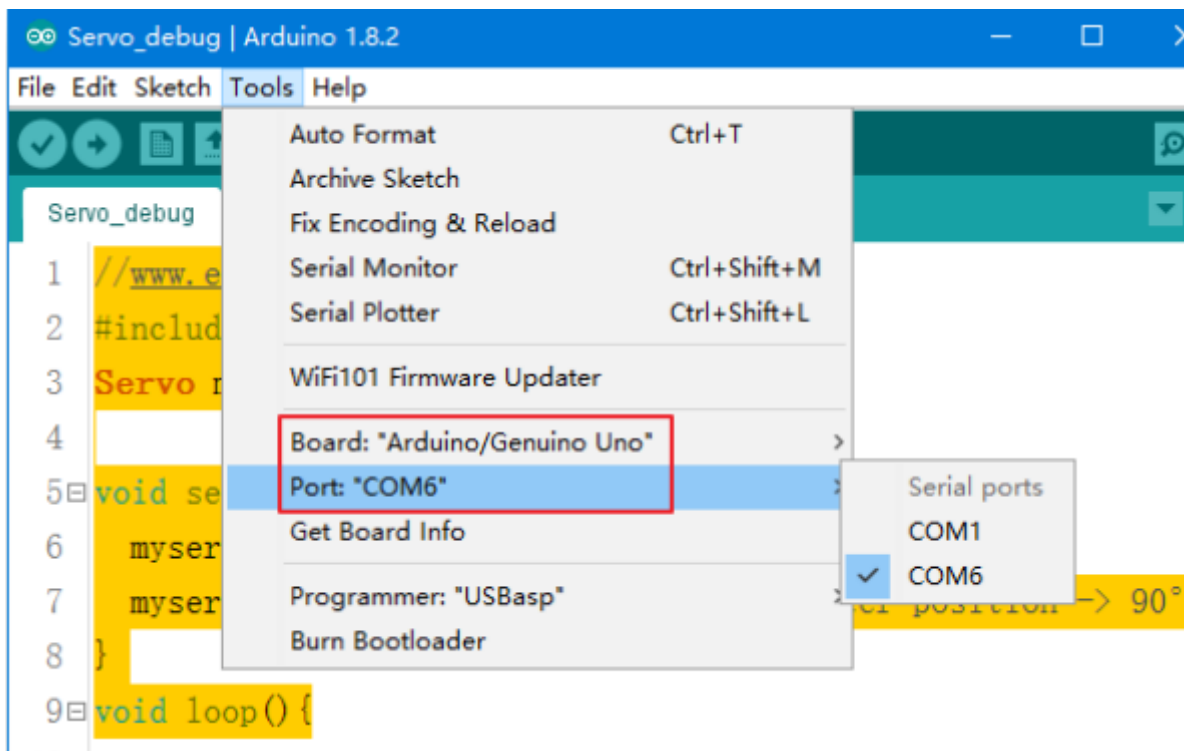 Servo_debug | Arduino 1.8.2
File Edit Sketch Tools Help
Servo_debug
Auto Format Ctrl+T
Archive Sketch
Fix Encoding & Reload
Serial Monitor Ctrl+Shift+M
Serial Plotter Ctrl+Shift+L
WiFi101 Firmware Updater
Board: "Arduino/Genuino Uno"
Port: "COM6"
Get Board Info
Programmer: "USBasp"
Burn Bootloader
Serial ports
COM1
COM6
1 //www.e
2 #includ
3 Servo
4
5 void se
6 myser
7 myser position -> 90°
8 }
9 void loop(){